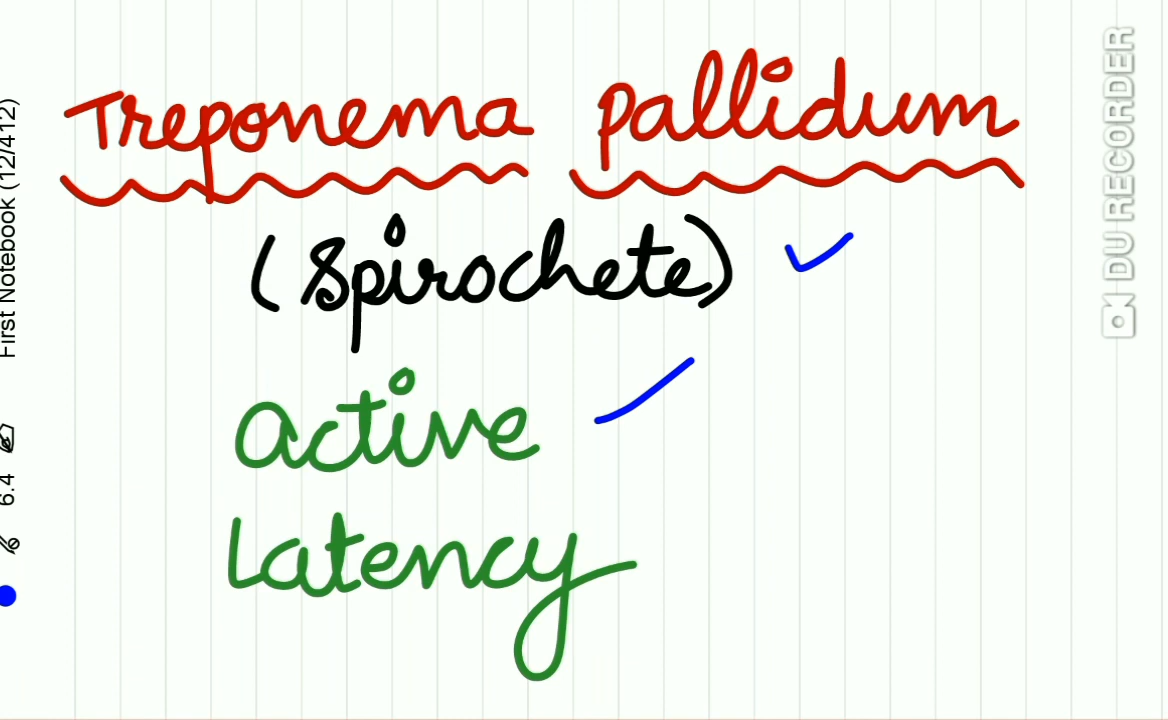 Treponema pallidum
(Spirochete)
active
Latency
First Notebook (12/412)
6.4
DU RECORDER